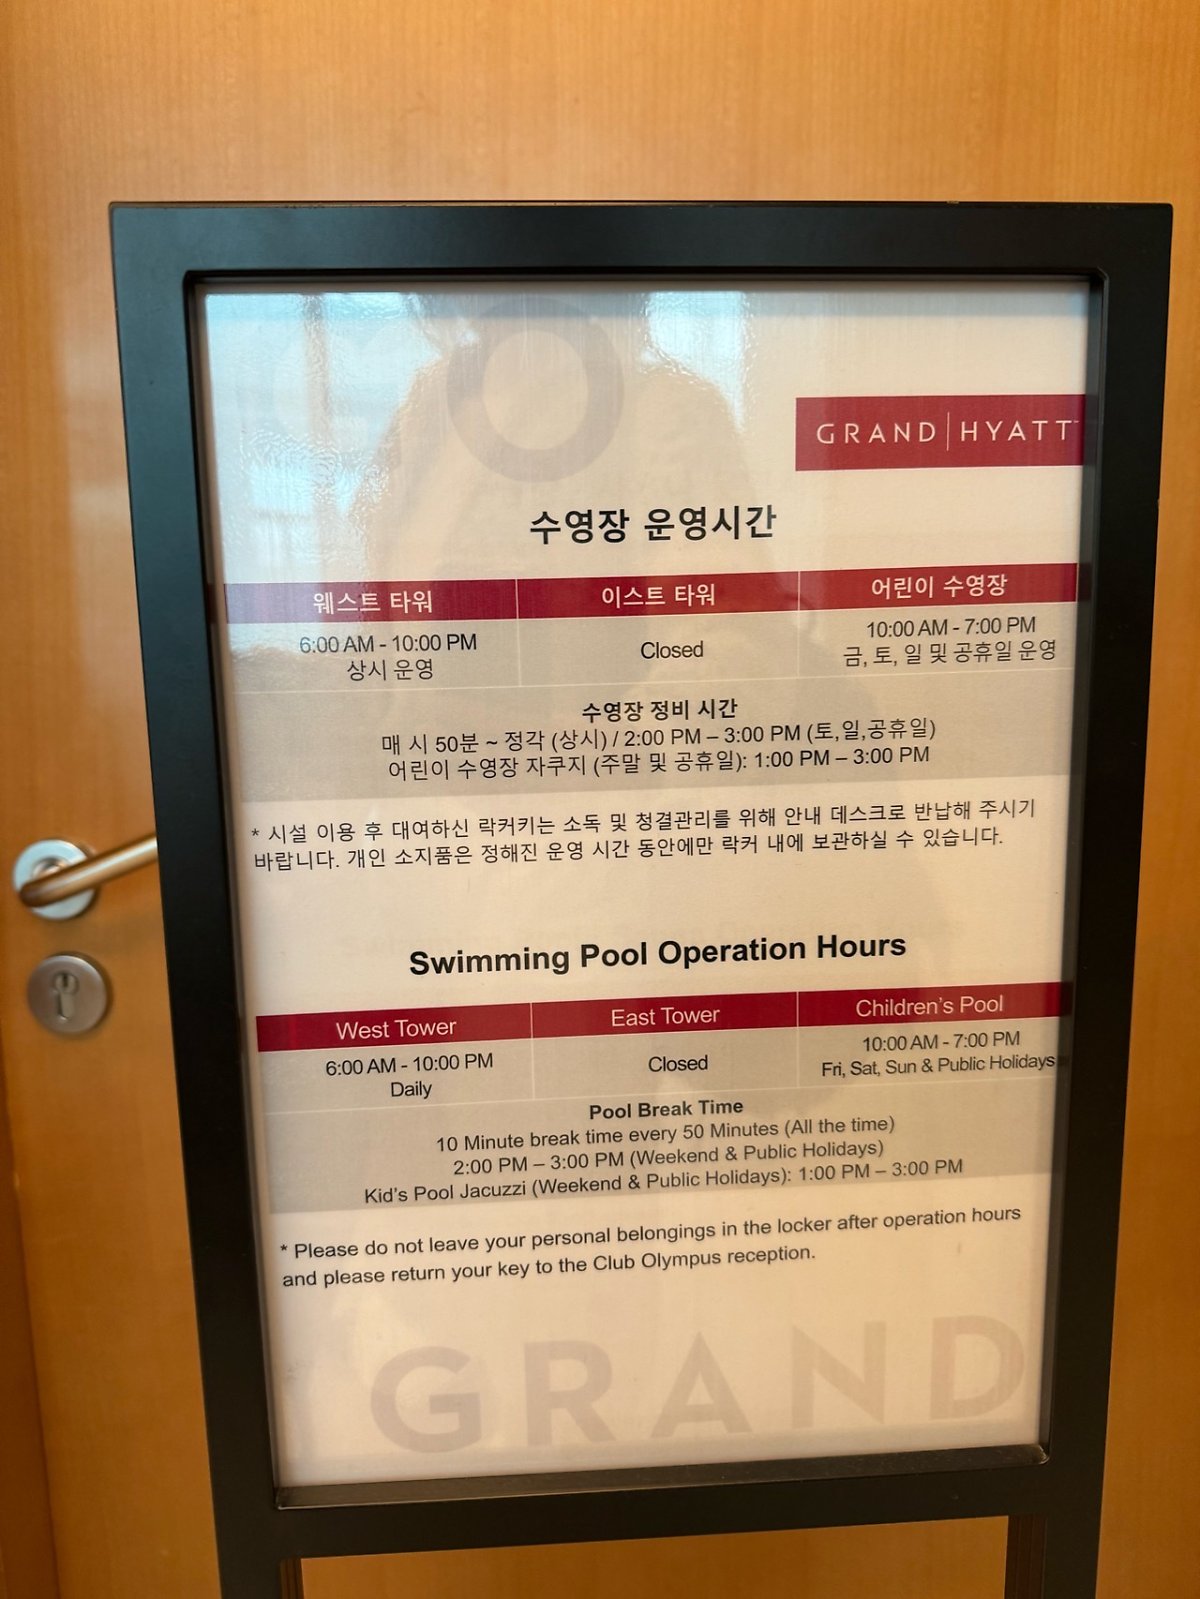 GRAND | HYATT
수영장 운영시간
웨스트 타워 이스트 타워 어린이 수영장
6:00 AM - 10:00 PM Closed 10:00 AM - 7:00 PM
상시 운영 금, 토, 일 및 공휴일 운영
수영장 정비 시간
매 시 50분 ~ 정각 (상시) / 2:00 PM – 3:00 PM (토,일,공휴일)
어린이 수영장 자쿠지 (주말 및 공휴일): 1:00 PM – 3:00 PM
* 시설 이용 후 대여하신 락커키는 소독 및 청결관리를 위해 안내 데스크로 반납해 주시기
바랍니다. 개인 소지품은 정해진 운영 시간 동안에만 락커 내에 보관하실 수 있습니다.
Swimming Pool Operation Hours
West Tower East Tower Children's Pool
6:00 AM - 10:00 PM Closed 10:00 AM - 7:00 PM
Daily Fri, Sat, Sun & Public Holidays
Pool Break Time
10 Minute break time every 50 Minutes (All the time)
2:00 PM – 3:00 PM (Weekend & Public Holidays)
Kid's Pool Jacuzzi (Weekend & Public Holidays): 1:00 PM – 3:00 PM
* Please do not leave your personal belongings in the locker after operation hours
and please return your key to the Club Olympus reception.
GRAND